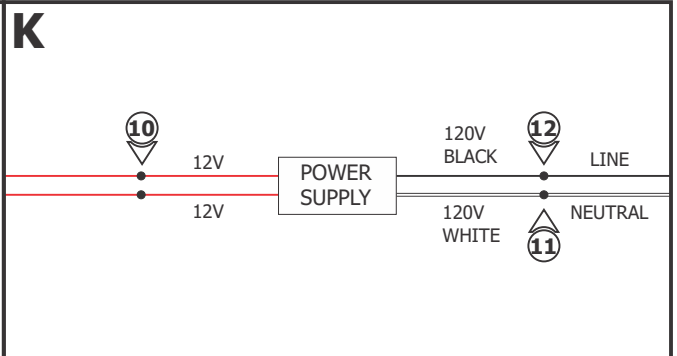 K
10
12V
12V
POWER
SUPPLY
120V
BLACK
12
LINE
120V
WHITE
NEUTRAL
11